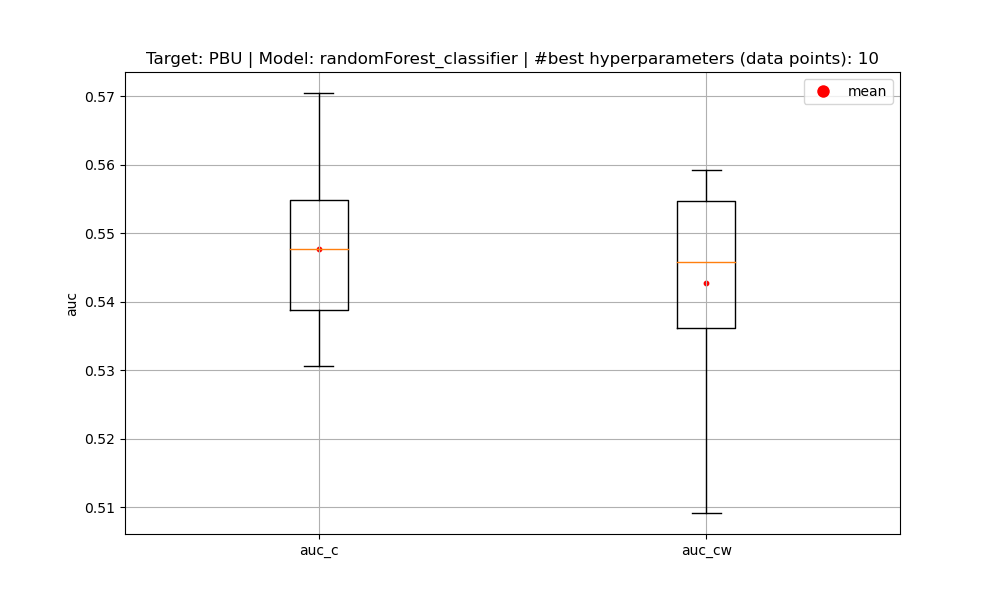 Target: PBU | Model: randomForest_classifier | #best hyperparameters (data points): 10
mean
0.57
0.56
0.55
0.54
0.53
0.52
0.51
auc
auc_c
auc_cw